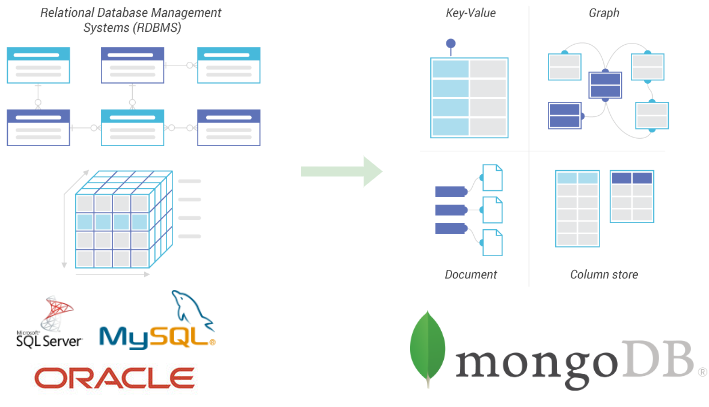 Relational Database Management
Systems (RDBMS)
Key-Value
Graph
Document
Column store
Microsoft
SQL Server
MySQL®
ORACLE
mongoDB®